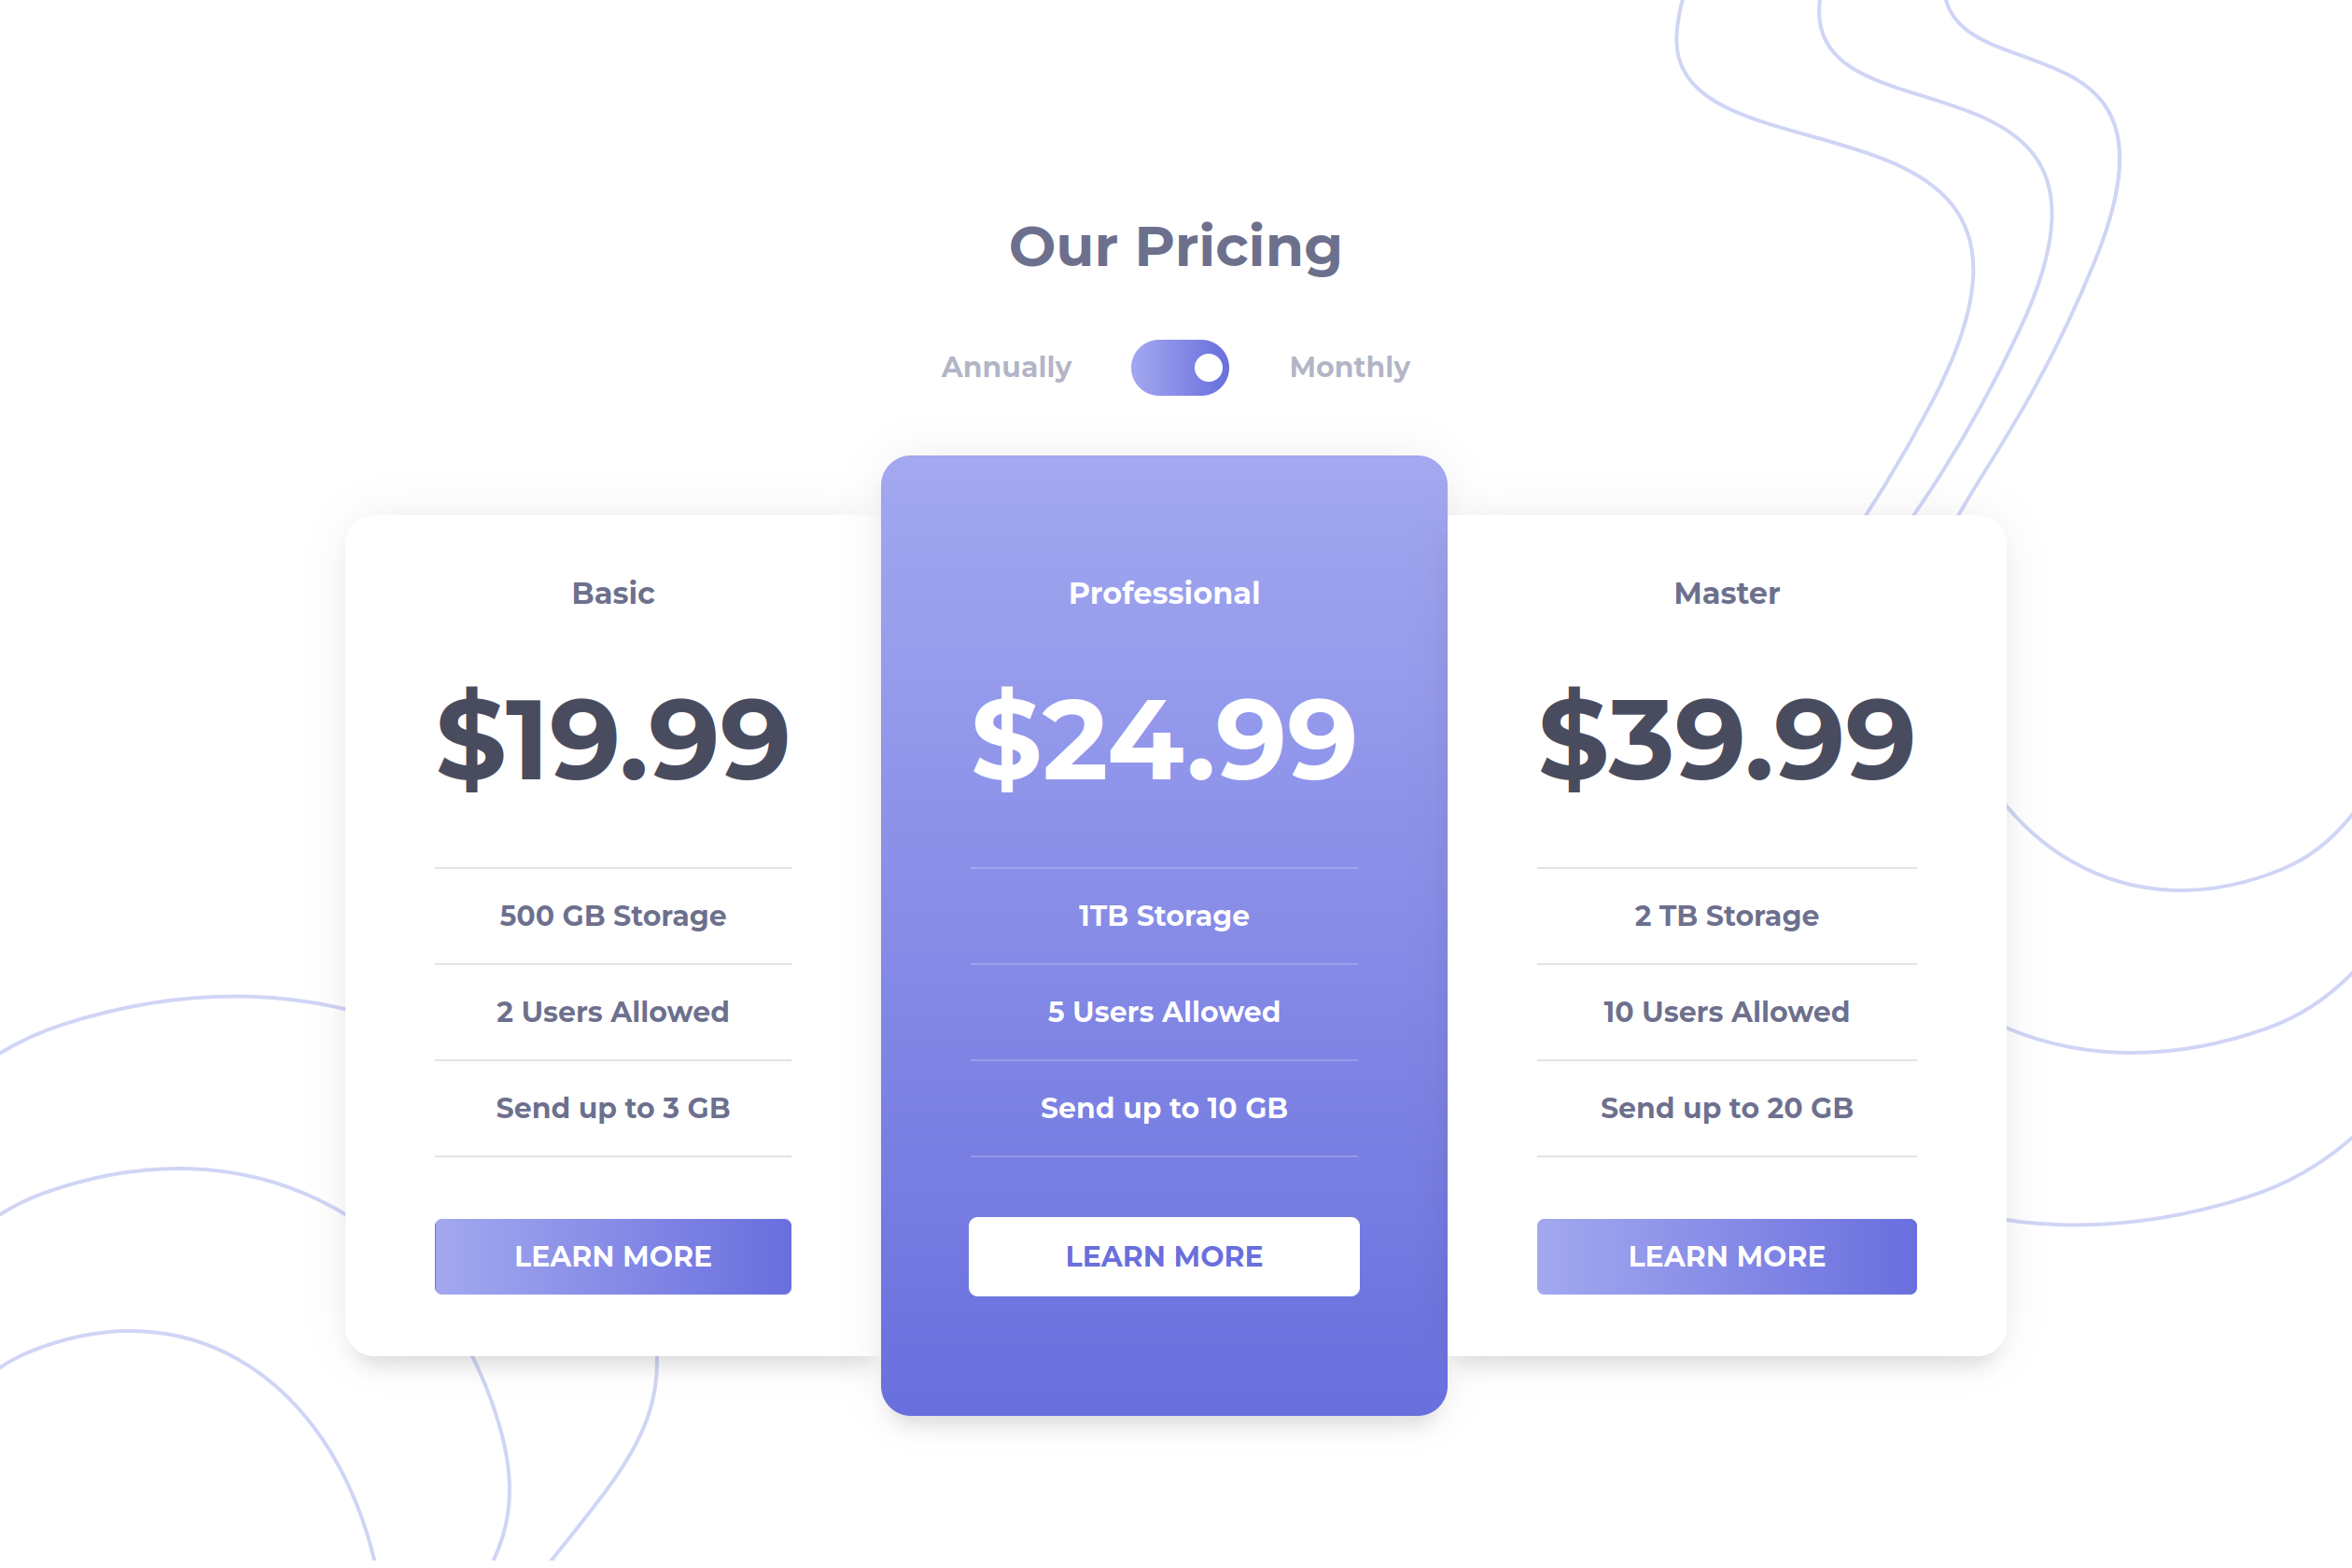 Our Pricing
Annually
Monthly
Basic
$19.99
500 GB Storage
2 Users Allowed
Send up to 3 GB
LEARN MORE
Professional
$24.99
1TB Storage
5 Users Allowed
Send up to 10 GB
LEARN MORE
Master
$39.99
2 TB Storage
10 Users Allowed
Send up to 20 GB
LEARN MORE